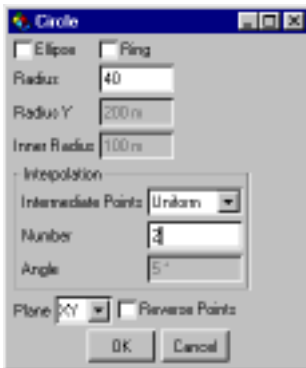 Circle
Ellipse Ring
Radius 40
Radius Y 200 m
Inner Radius 100 m
Interpolation
Intermediate Points Uniform
Number 2
Angle 5 °
Plane XY Reverse Points
OK Cancel